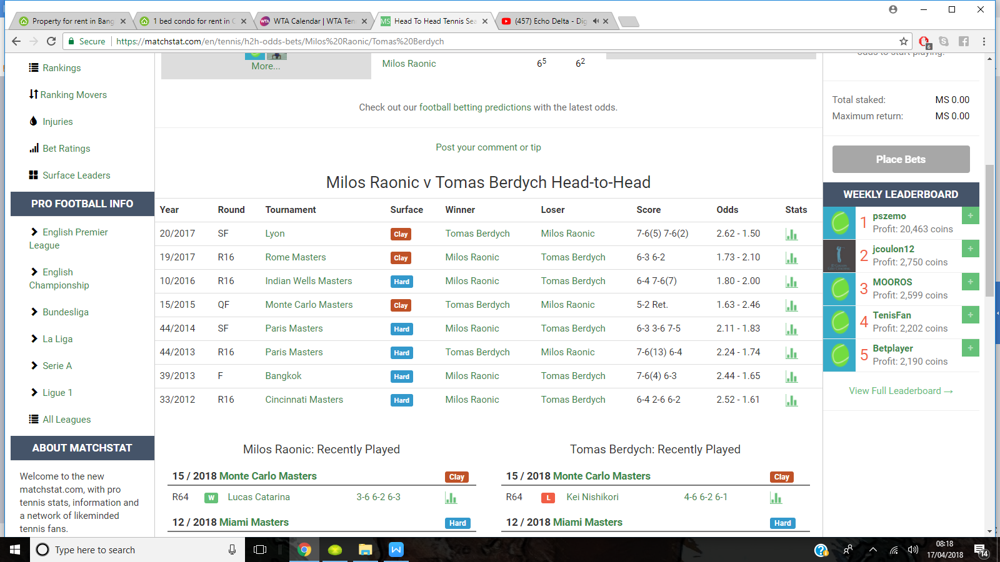 Property for rent in Bang
1 bed condo for rent in C
WTA Calendar | WTA Ten
MS Head To Head Tennis Sea
(457) Echo Delta - Dig
Secure
https://matchstat.com/en/tennis/h2h-odds-bets/Milos%20Raonic/Tomas%20Berdych
6
Rankings
Ranking Movers
Injuries
Bet Ratings
Surface Leaders
PRO FOOTBALL INFO
English Premier
League
English
Championship
Bundesliga
La Liga
Serie A
Ligue 1
All Leagues
ABOUT MATCHSTAT
Welcome to the new
matchstat.com, with pro
tennis stats, information and
a network of likeminded
tennis fans.
More...
Milos Raonic 6⁵ 6²
Check out our football betting predictions with the latest odds.
Post your comment or tip
Milos Raonic v Tomas Berdych Head-to-Head
Year Round Tournament Surface Winner Loser Score Odds Stats
20/2017 SF Lyon Clay Tomas Berdych Milos Raonic 7-6(5) 7-6(2) 2.62 - 1.50
19/2017 R16 Rome Masters Clay Milos Raonic Tomas Berdych 6-3 6-2 1.73 - 2.10
10/2016 R16 Indian Wells Masters Hard Milos Raonic Tomas Berdych 6-4 7-6(7) 1.80 - 2.00
15/2015 QF Monte Carlo Masters Clay Tomas Berdych Milos Raonic 5-2 Ret. 1.63 - 2.46
44/2014 SF Paris Masters Hard Milos Raonic Tomas Berdych 6-3 3-6 7-5 2.11 - 1.83
44/2013 R16 Paris Masters Hard Tomas Berdych Milos Raonic 7-6(13) 6-4 2.24 - 1.74
39/2013 F Bangkok Hard Milos Raonic Tomas Berdych 7-6(4) 6-3 2.44 - 1.65
33/2012 R16 Cincinnati Masters Hard Milos Raonic Tomas Berdych 6-4 2-6 6-2 2.52 - 1.61
Milos Raonic: Recently Played
15 / 2018 Monte Carlo Masters Clay
R64 W Lucas Catarina 3-6 6-2 6-3
12 / 2018 Miami Masters Hard
Tomas Berdych: Recently Played
15 / 2018 Monte Carlo Masters Clay
R64 L Kei Nishikori 4-6 6-2 6-1
12 / 2018 Miami Masters Hard
odds to start playing.
Total staked: MS 0.00
Maximum return: MS 0.00
Place Bets
WEEKLY LEADERBOARD
1 pszemo +
Profit: 20,463 coins
2 jcoulon12 +
Profit: 2,750 coins
3 MOOROS +
Profit: 2,599 coins
4 TenisFan +
Profit: 2,202 coins
5 Betplayer +
Profit: 2,190 coins
View Full Leaderboard →
Type here to search
08:18
17/04/2018
14